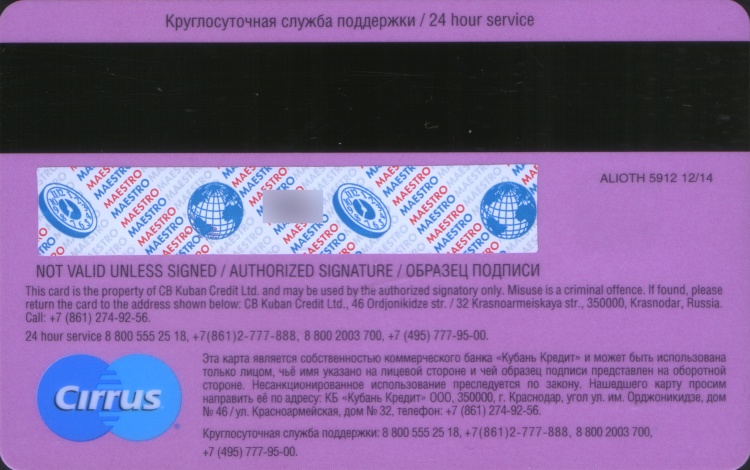 Круглосуточная служба поддержки / 24 hour service
ALIOTH 5912 12/14
MAESTRO MAESTRO MAESTRO MAESTRO
NOT VALID UNLESS SIGNED / AUTHORIZED SIGNATURE / ОБРАЗЕЦ ПОДПИСИ
This card is the property of CB Kuban Credit Ltd. and may be used by the authorized signatory only. Misuse is a criminal offence. If found, please
return the card to the address shown below: CB Kuban Credit Ltd., 46 Ordjonikidze str. / 32 Krasnoarmeiskaya str., 350000, Krasnodar, Russia.
Call: +7 (861) 274-92-56.
24 hour service 8 800 555 25 18, +7(861)2-777-888, 8 800 2003 700, +7 (495) 777-95-00.
Cirrus
Эта карта является собственностью коммерческого банка «Кубань Кредит» и может быть использована
только лицом, чьё имя указано на лицевой стороне и чей образец подписи представлен на оборотной
стороне. Несанкционированное использование преследуется по закону. Нашедшего карту просим
направить её по адресу: КБ «Кубань Кредит» ООО, 350000, г. Краснодар, угол ул. им. Орджоникидзе, дом
№ 46 / ул. Красноармейская, дом № 32, телефон: +7 (861) 274-92-56.
Круглосуточная служба поддержки: 8 800 555 25 18, +7(861)2-777-888, 8 800 2003 700,
+7 (495) 777-95-00.